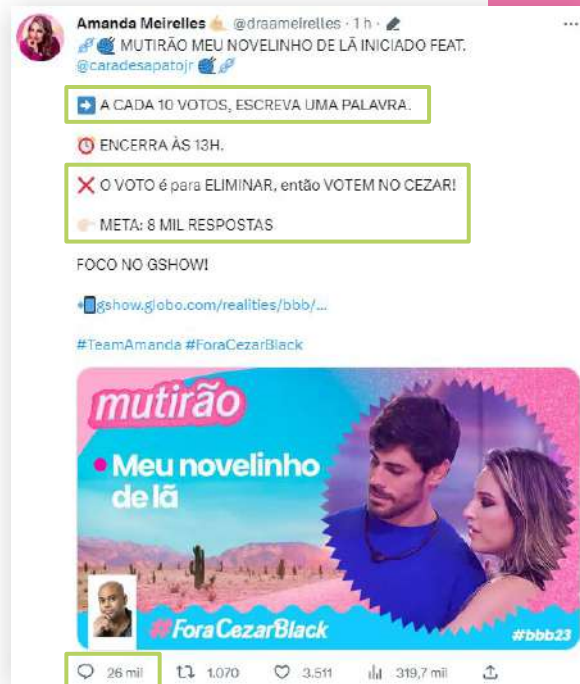 Amanda Meirelles @draameirelles · 1 h ·
MUTIRÃO MEU NOVELINHO DE LÃ INICIADO FEAT.
@caradesapatojr
A CADA 10 VOTOS, ESCREVA UMA PALAVRA.
ENCERRA ÀS 13H.
O VOTO é para ELIMINAR, então VOTEM NO CEZAR!
META: 8 MIL RESPOSTAS
FOCO NO GSHOW!
gshow.globo.com/realities/bbb/...
#TeamAmanda #ForaCezarBlack
mutirão
Meu novelinho
de lã
#ForaCezarBlack
#bbb23
26 mil 1.070 3.511 319,7 mil